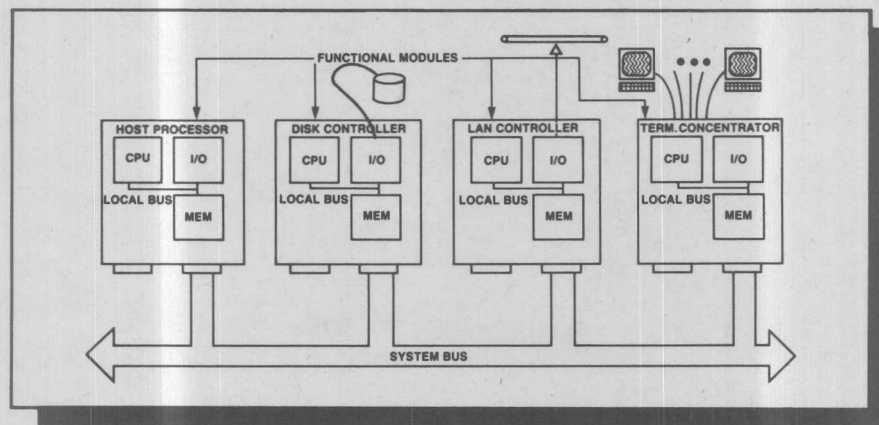 FUNCTIONAL MODULES
HOST PROCESSOR
CPU
I/O
LOCAL BUS
MEM
DISK CONTROLLER
CPU
I/O
LOCAL BUS
MEM
LAN CONTROLLER
CPU
I/O
LOCAL BUS
MEM
TERM.CONCENTRATOR
CPU
I/O
LOCAL BUS
MEM
SYSTEM BUS